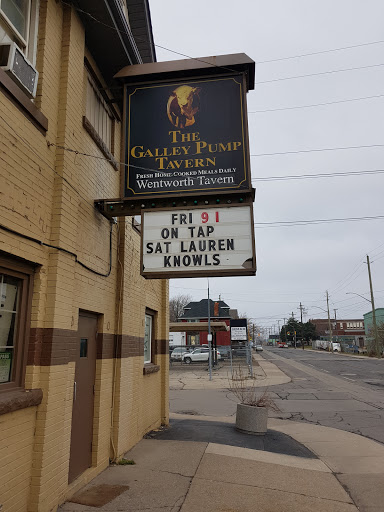 THE
GALLEY PUMP
TAVERN
FRESH HOME COOKED MEALS DAILY
Wentworth Tavern
FRI 91
ON TAP
SAT LAUREN
KNOWLS